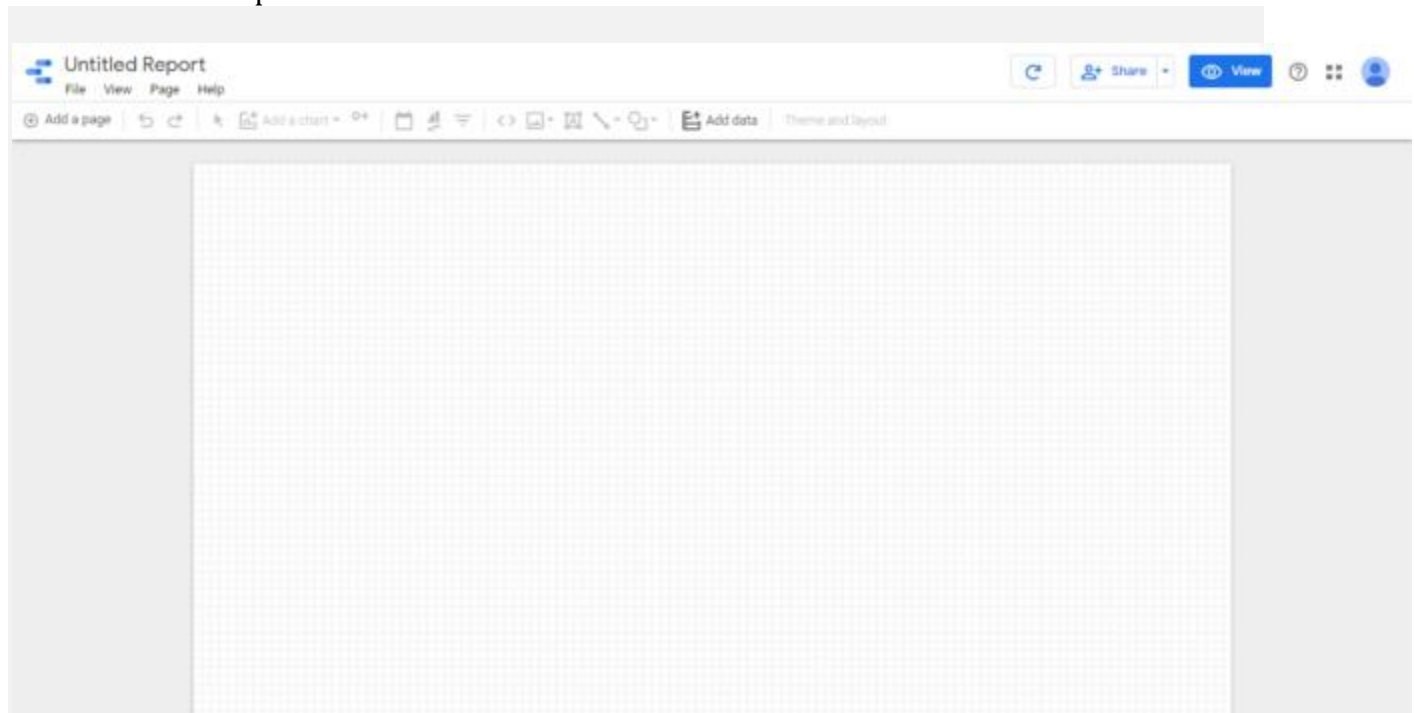 Untitled Report
File View Page Help
Share
View
Add a page
Add a chart
Add data
Theme and layout